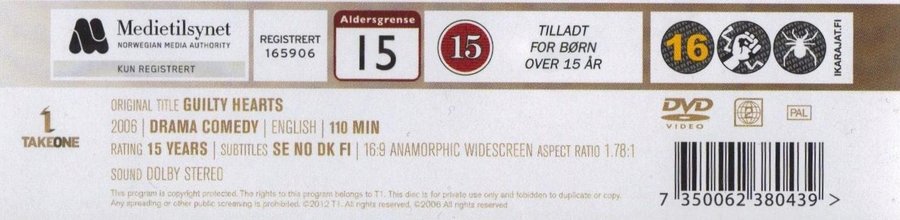 Medietilsynet
NORWEGIAN MEDIA AUTHORITY
KUN REGISTRERT
REGISTRERT
165906
Aldersgrense
15
15
TILLADT
FOR BØRN
OVER 15 ÅR
16
IKARAJAT.FI
1
TAKEONE
ORIGINAL TITLE GUILTY HEARTS
2006 | DRAMA COMEDY | ENGLISH | 110 MIN
RATING 15 YEARS | SUBTITLES SE NO DK FI | 16:9 ANAMORPHIC WIDESCREEN ASPECT RATIO 1.78:1
SOUND DOLBY STEREO
This program is copyright protected. The rights to this program belongs to T1. This disc is for private use only and forbidden to duplicate or copy.
Any spreading or other public screening is prohibited. ©2012 T1. All rights reserved. ©2006 All rights reserved
DVD
VIDEO
2
PAL
7 350062 380439 >